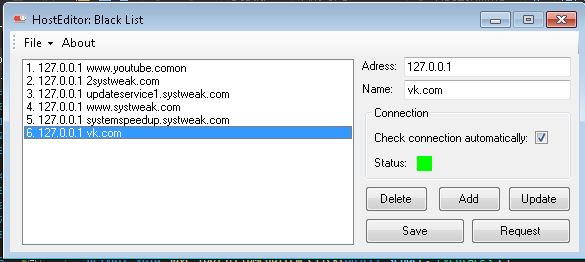 HostEditor: Black List
File About
1. 127.0.0.1 www.youtube.comon
2. 127.0.0.1 2systweak.com
3. 127.0.0.1 updateservice1.systweak.com
4. 127.0.0.1 www.systweak.com
5. 127.0.0.1 systemspeedup.systweak.com
6. 127.0.0.1 vk.com
Adress: 127.0.0.1
Name: vk.com
Connection
Check connection automatically:
Status:
Delete Add Update
Save Request